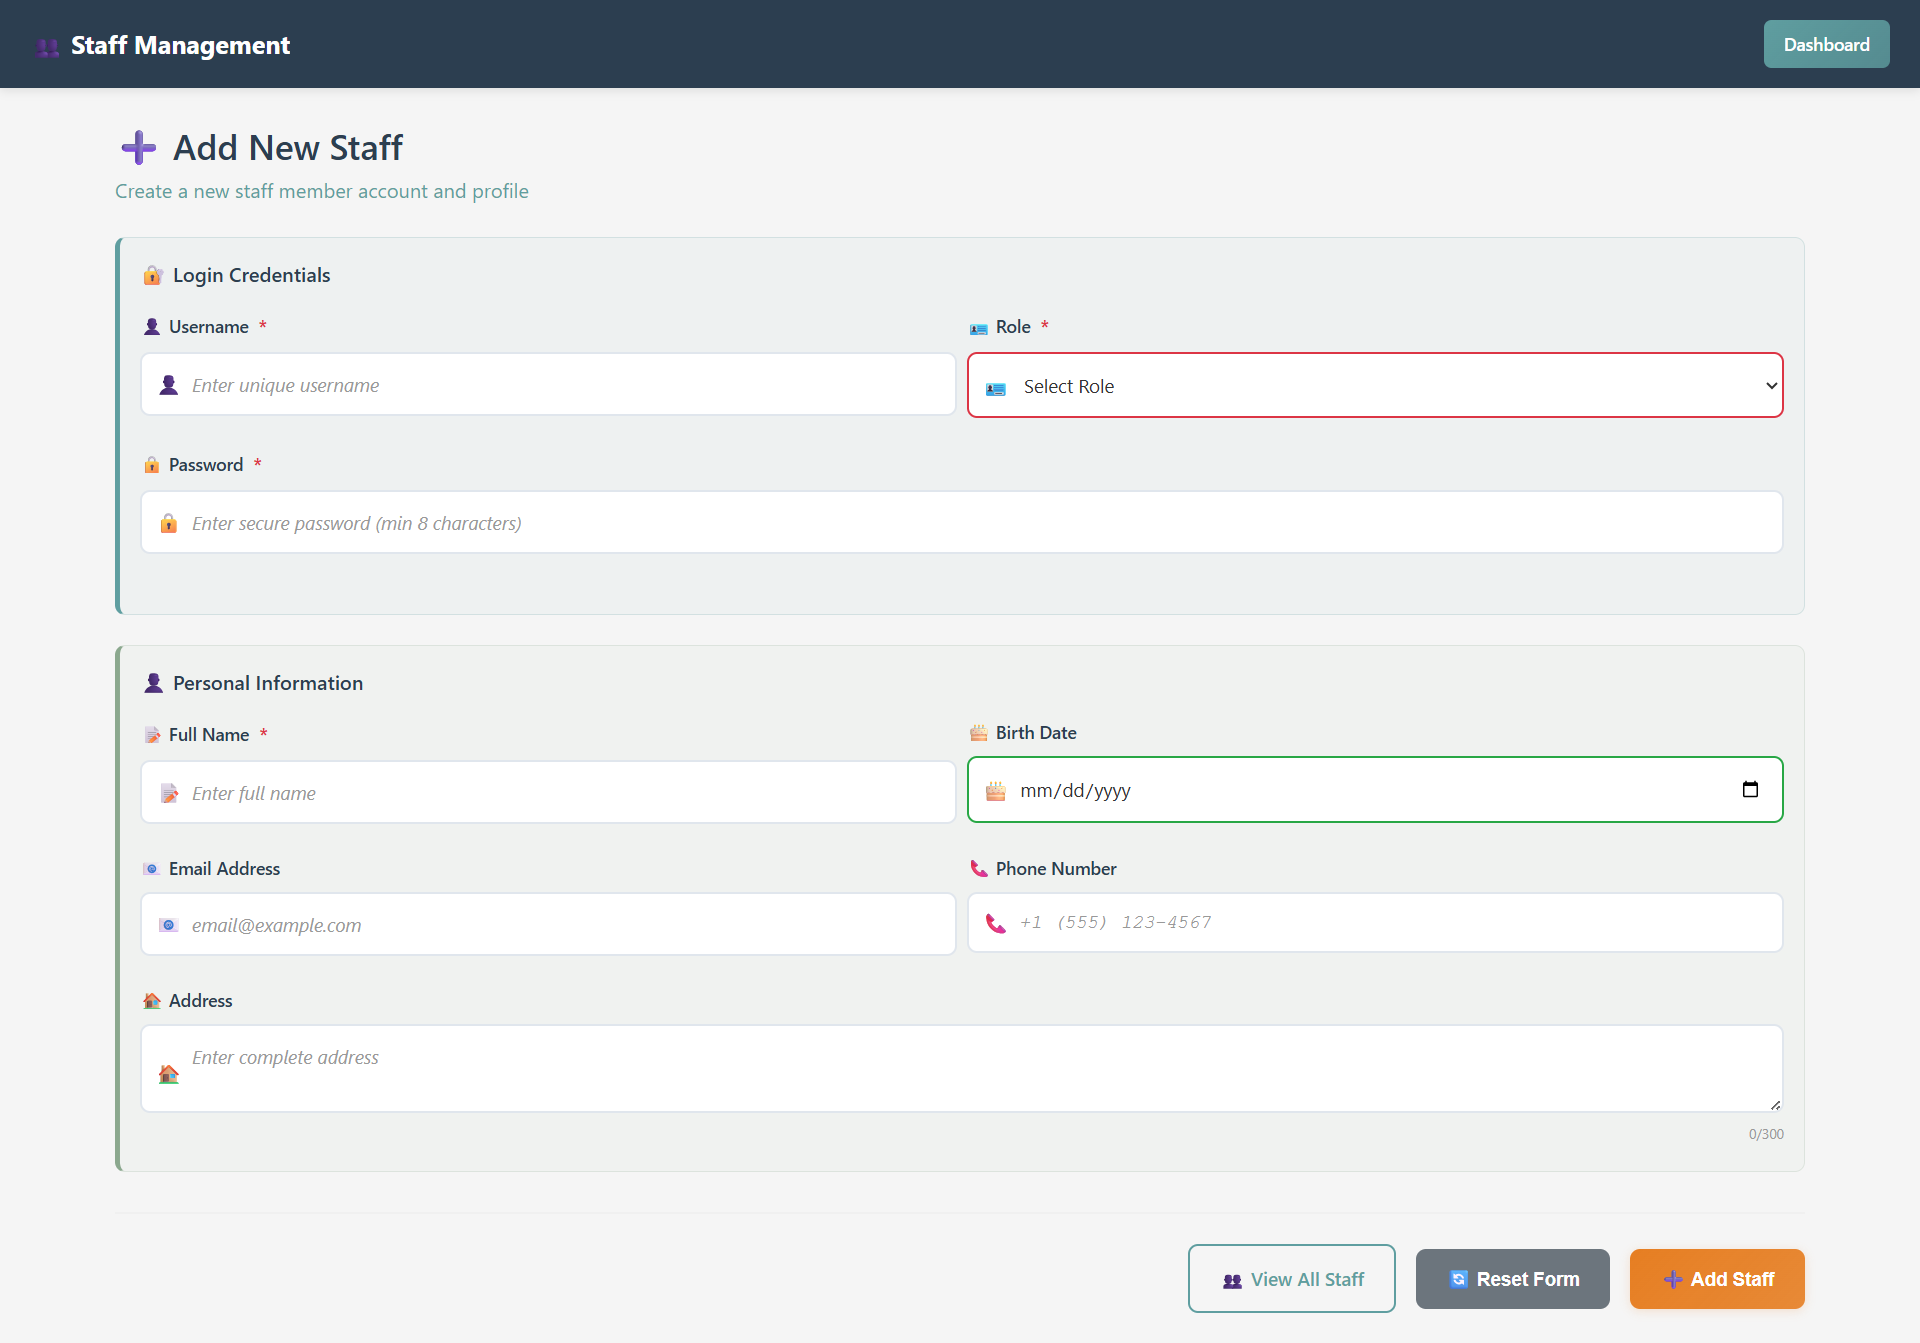 Staff Management
Dashboard
Add New Staff
Create a new staff member account and profile
Login Credentials
Username *
Role *
Enter unique username
Select Role
Password *
Enter secure password (min 8 characters)
Personal Information
Full Name *
Birth Date
Enter full name
mm/dd/yyyy
Email Address
Phone Number
email@example.com
+1 (555) 123-4567
Address
Enter complete address
0/300
View All Staff
Reset Form
Add Staff